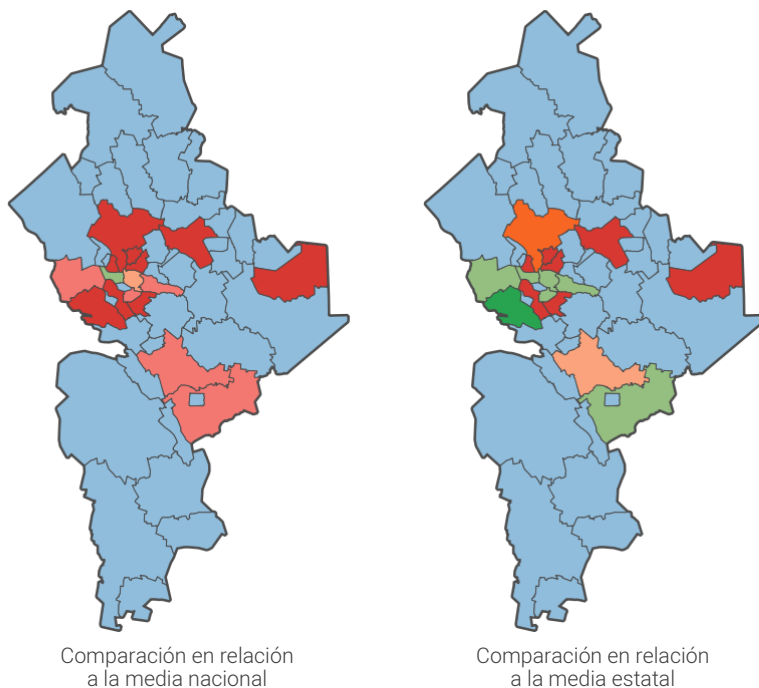 Comparación en relación
a la media nacional
Comparación en relación
a la media estatal